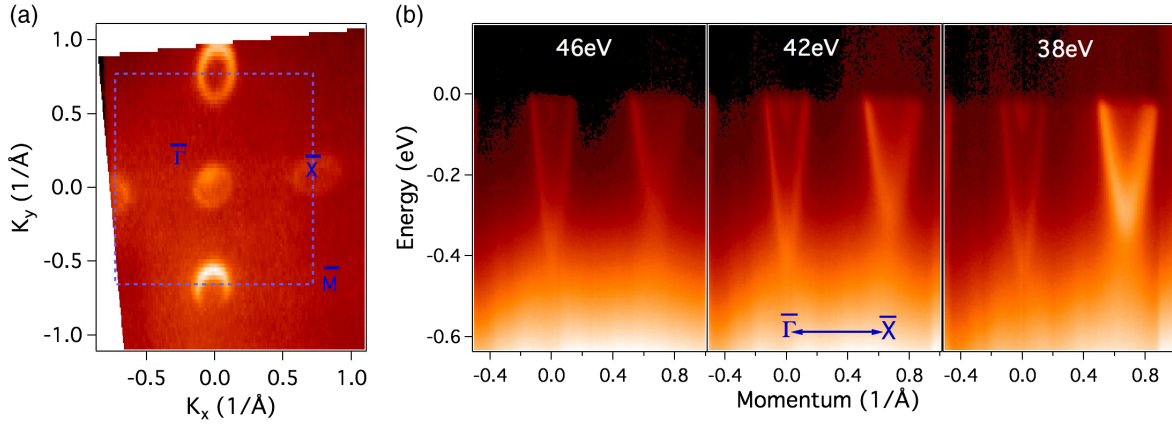 (a)
1.0
0.5
0.0
-0.5
-1.0
K_y (1/Å)
Γ̅
X̅
M̅
-0.5 0.0 0.5 1.0
K_x (1/Å)
(b)
46eV 42eV 38eV
0.0
-0.2
-0.4
-0.6
Energy (eV)
Γ̅ X̅
-0.4 0.0 0.4 0.8 -0.4 0.0 0.4 0.8 -0.4 0.0 0.4 0.8
Momentum (1/Å)